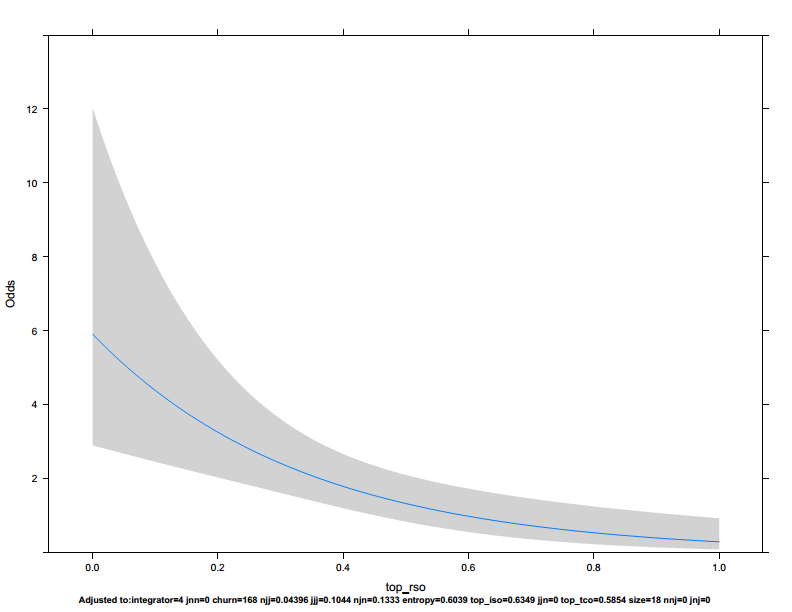 Odds
12
10
8
6
4
2
0.0 0.2 0.4 0.6 0.8 1.0
top_rso
Adjusted to:integrator=4 jnn=0 churn=168 njj=0.04396 jjj=0.1044 njn=0.1333 entropy=0.6039 top_iso=0.6349 jjn=0 top_tco=0.5854 size=18 nnj=0 jnj=0